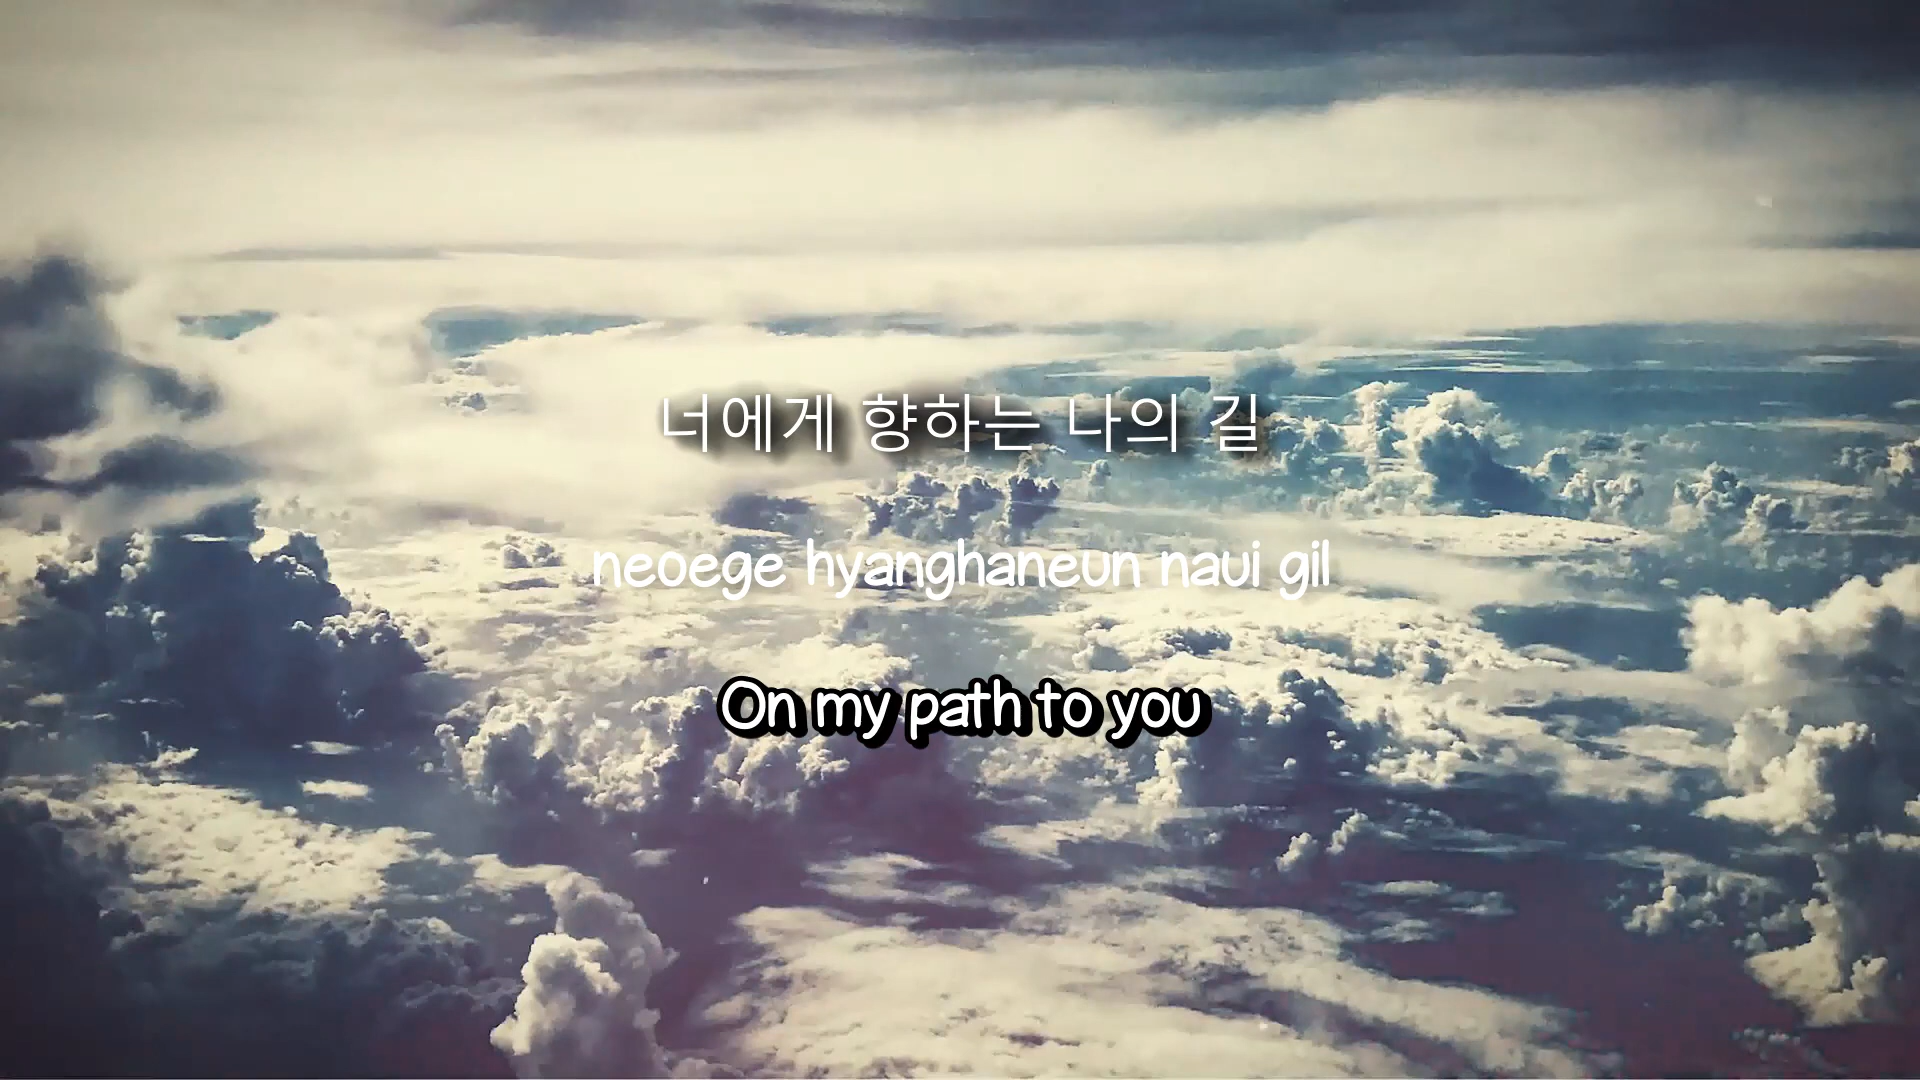 너에게 향하는 나의 길
neoege hyanghaneun naui gil
On my path to you